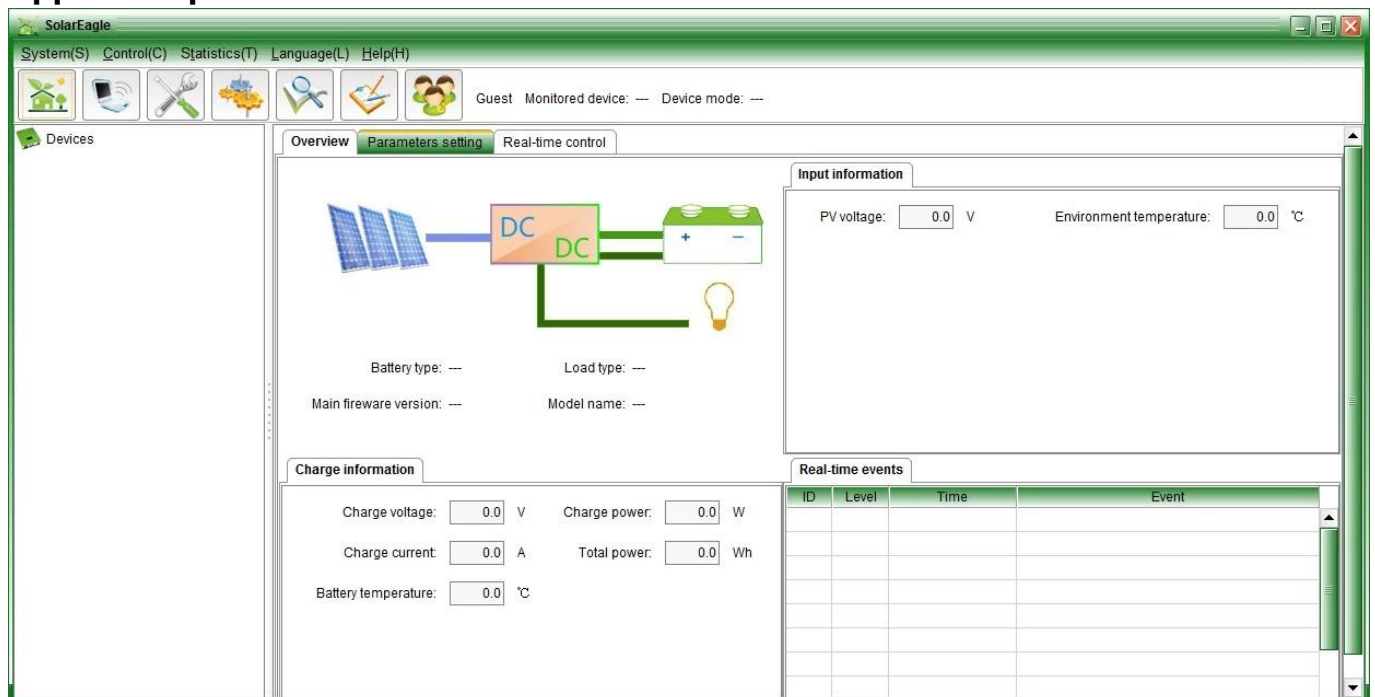 SolarEagle
System(S) Control(C) Statistics(T) Language(L) Help(H)
Guest Monitored device: --- Device mode: ---
Devices
Overview Parameters setting Real-time control
DC
DC
+ −
Battery type: --- Load type: ---
Main fireware version: --- Model name: ---
Input information
PV voltage: 0.0 V Environment temperature: 0.0 ℃
Charge information
Charge voltage: 0.0 V Charge power: 0.0 W
Charge current: 0.0 A Total power: 0.0 Wh
Battery temperature: 0.0 ℃
Real-time events
ID Level Time Event